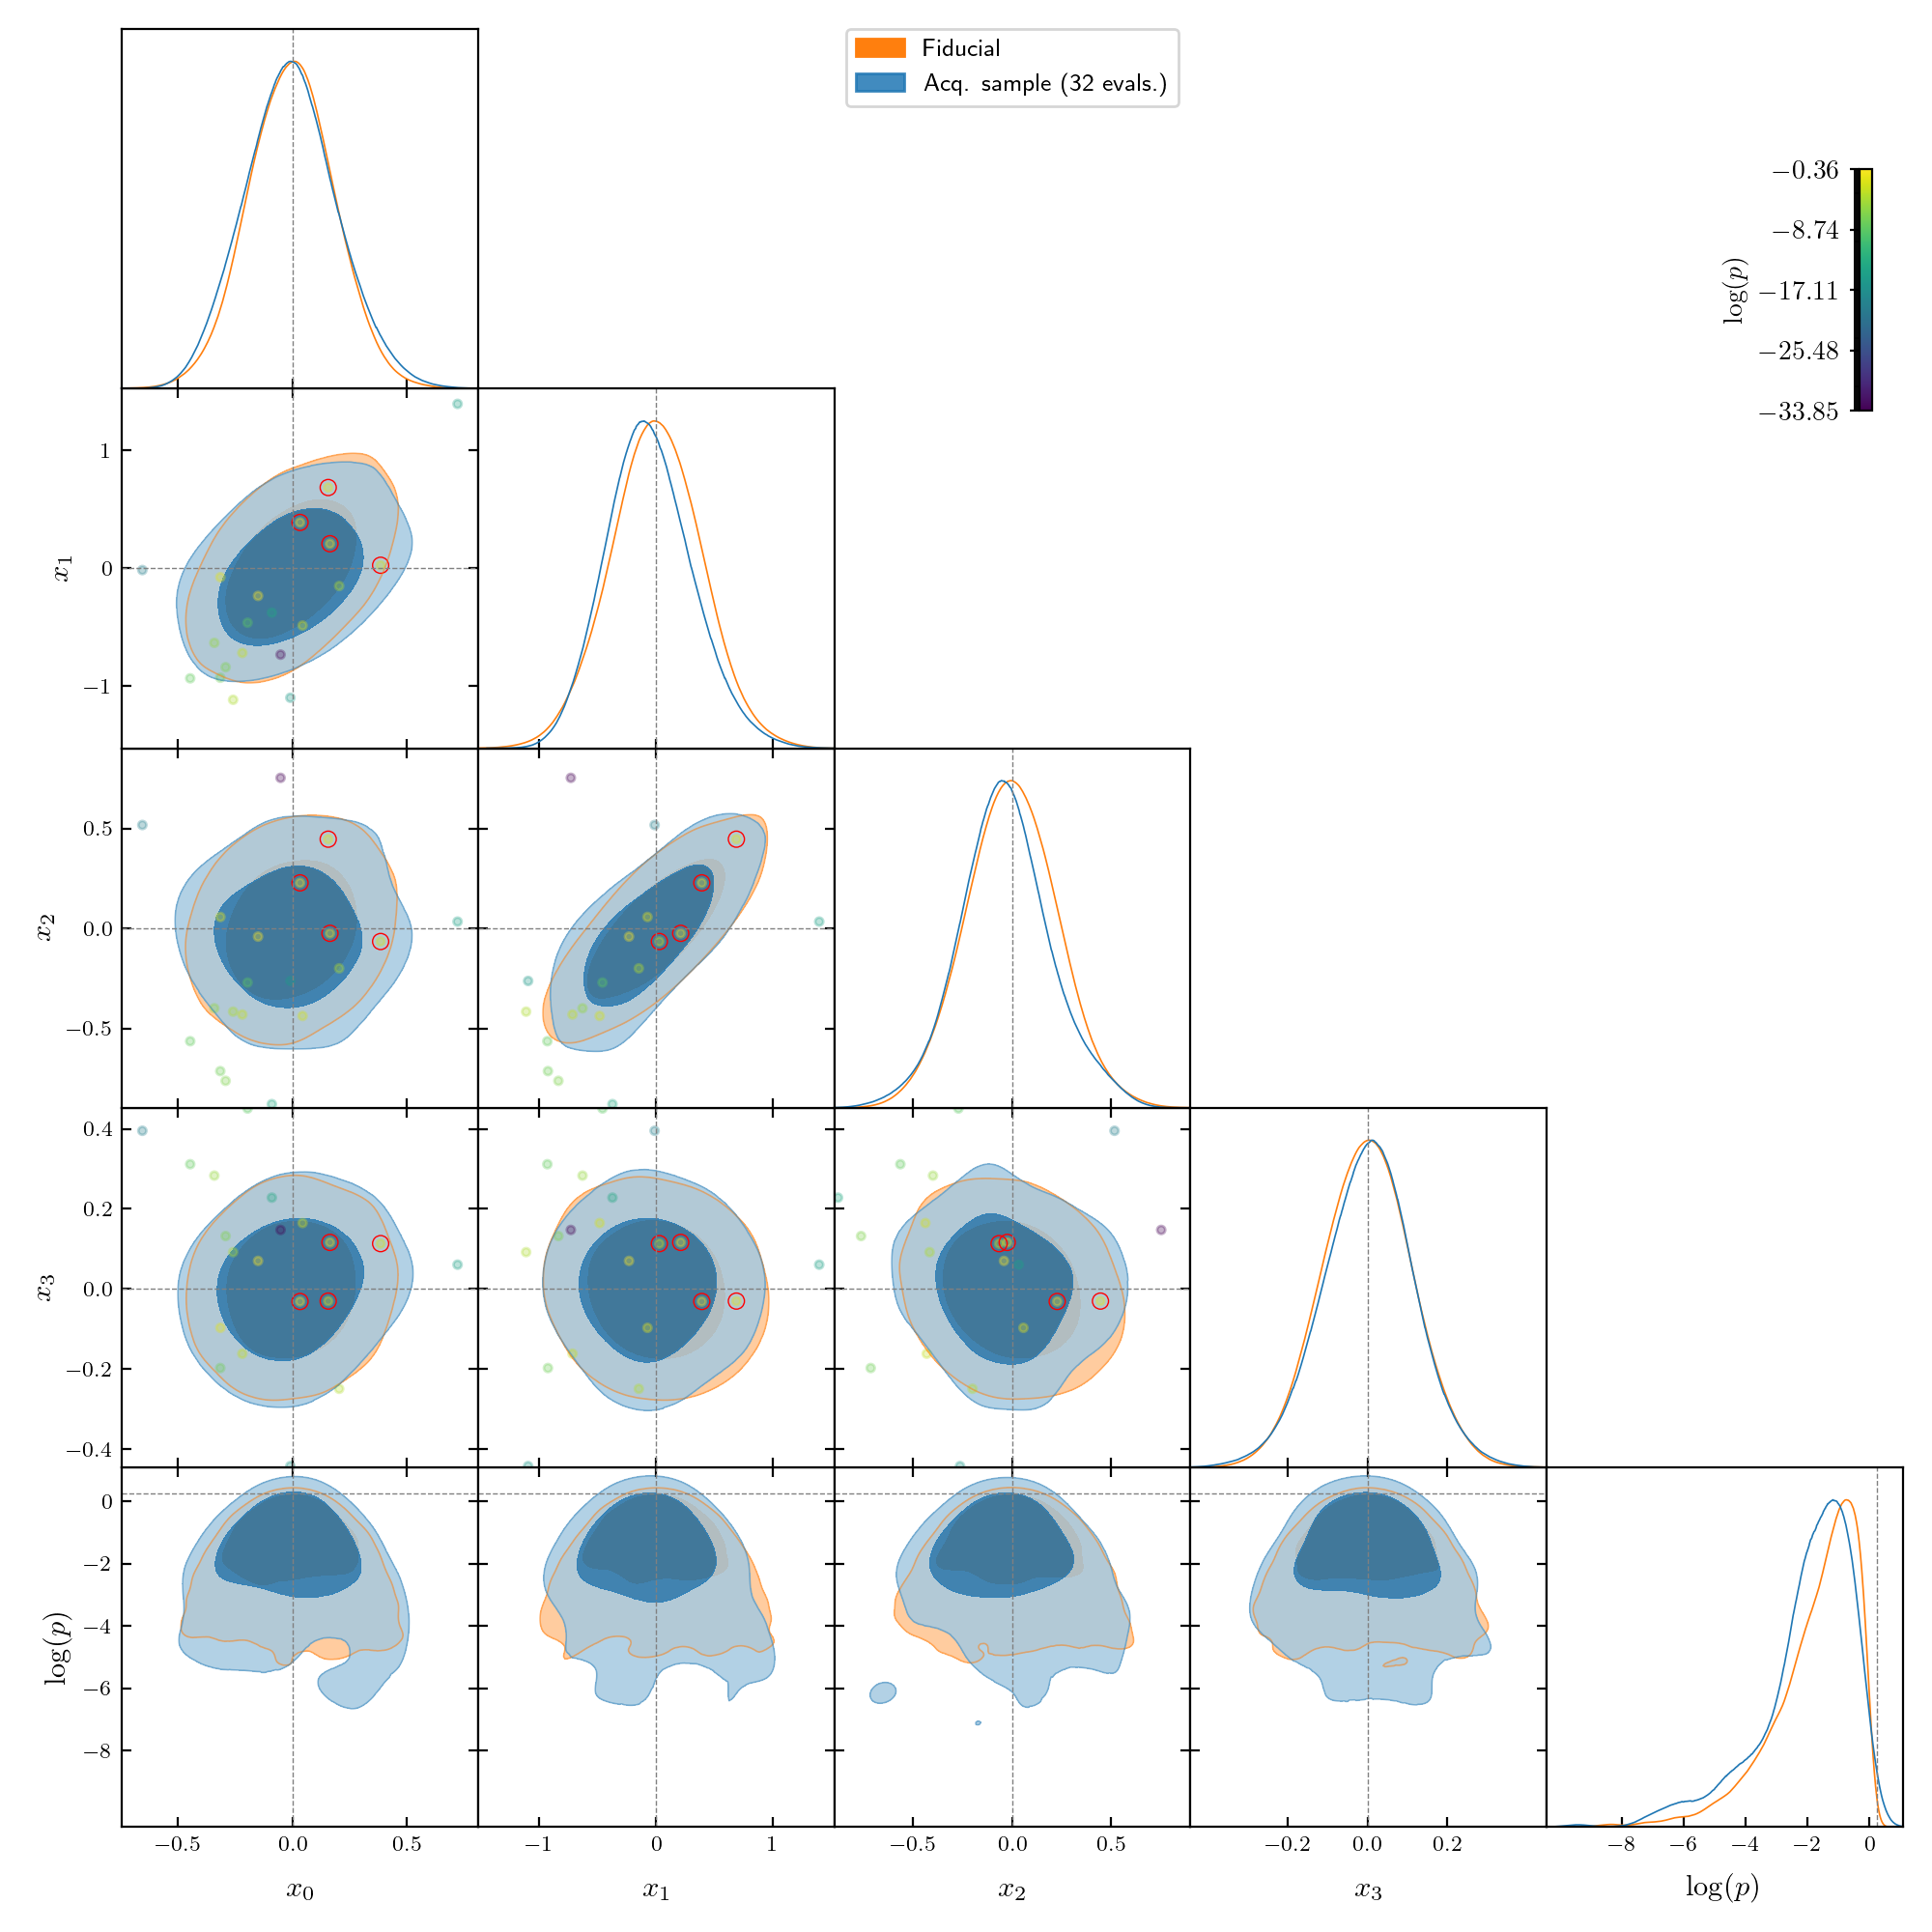 Fiducial
Acq. sample (32 evals.)
−0.36
−8.74
−17.11
−25.48
−33.85
log(p)
1
0
−1
x₁
0.5
0.0
−0.5
x₂
0.4
0.2
0.0
−0.2
−0.4
x₃
0
−2
−4
−6
−8
log(p)
−0.5 0.0 0.5 −1 0 1 −0.5 0.0 0.5 −0.2 0.0 0.2 −8 −6 −4 −2 0
x₀ x₁ x₂ x₃ log(p)